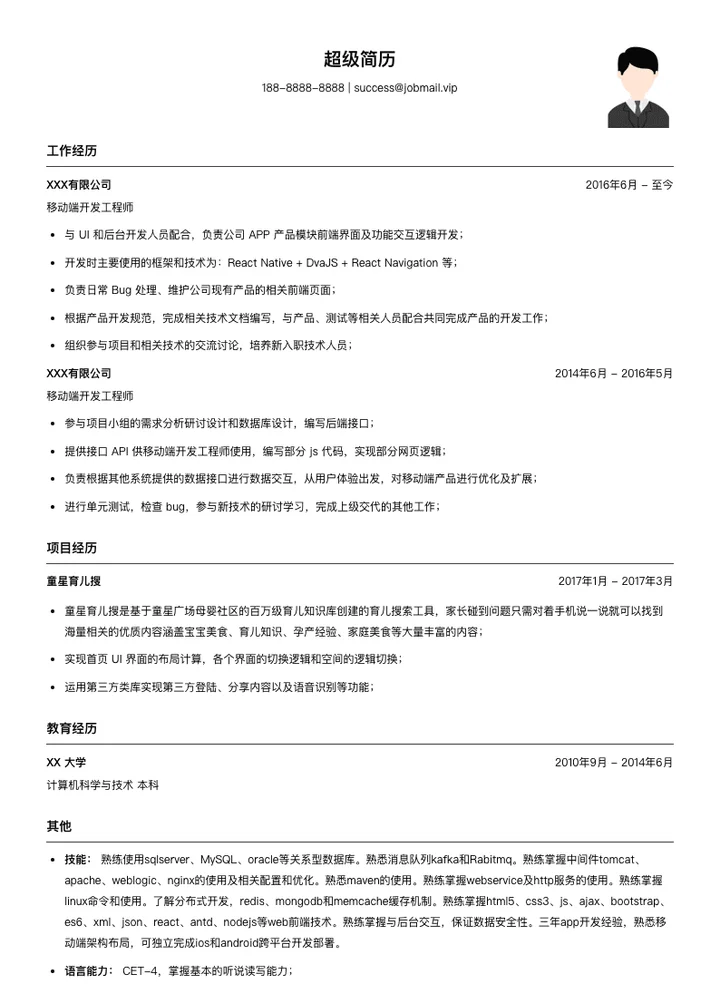 超级简历
188-8888-8888 | success@jobmail.vip
工作经历
XXX有限公司 2016年6月 – 至今
移动端开发工程师
• 与 UI 和后台开发人员配合，负责公司 APP 产品模块前端界面及功能交互逻辑开发；
• 开发时主要使用的框架和技术为：React Native + DvaJS + React Navigation 等；
• 负责日常 Bug 处理、维护公司现有产品的相关前端页面；
• 根据产品开发规范，完成相关技术文档编写，与产品、测试等相关人员配合共同完成产品的开发工作；
• 组织参与项目和相关技术的交流讨论，培养新入职技术人员；
XXX有限公司 2014年6月 – 2016年5月
移动端开发工程师
• 参与项目小组的需求分析研讨设计和数据库设计，编写后端接口；
• 提供接口 API 供移动端开发工程师使用，编写部分 js 代码，实现部分网页逻辑；
• 负责根据其他系统提供的数据接口进行数据交互，从用户体验出发，对移动端产品进行优化及扩展；
• 进行单元测试，检查 bug，参与新技术的研讨学习，完成上级交代的其他工作；
项目经历
童星育儿搜 2017年1月 – 2017年3月
• 童星育儿搜是基于童星广场母婴社区的百万级育儿知识库创建的育儿搜索工具，家长碰到问题只需对着手机说一说就可以找到
海量相关的优质内容涵盖宝宝美食、育儿知识、孕产经验、家庭美食等大量丰富的内容；
• 实现首页 UI 界面的布局计算，各个界面的切换逻辑和空间的逻辑切换；
• 运用第三方类库实现第三方登陆、分享内容以及语音识别等功能；
教育经历
XX 大学 2010年9月 – 2014年6月
计算机科学与技术 本科
其他
• 技能： 熟练使用sqlserver、MySQL、oracle等关系型数据库。熟悉消息队列kafka和Rabitmq。熟练掌握中间件tomcat、
apache、weblogic、nginx的使用及相关配置和优化。熟悉maven的使用。熟练掌握webservice及http服务的使用。熟练掌握
linux命令和使用。了解分布式开发，redis、mongodb和memcache缓存机制。熟练掌握html5、css3、js、ajax、bootstrap、
es6、xml、json、react、antd、nodejs等web前端技术。熟练掌握与后台交互，保证数据安全性。三年app开发经验，熟悉移
动端架构布局，可独立完成ios和android跨平台开发部署。
• 语言能力： CET-4，掌握基本的听说读写能力；